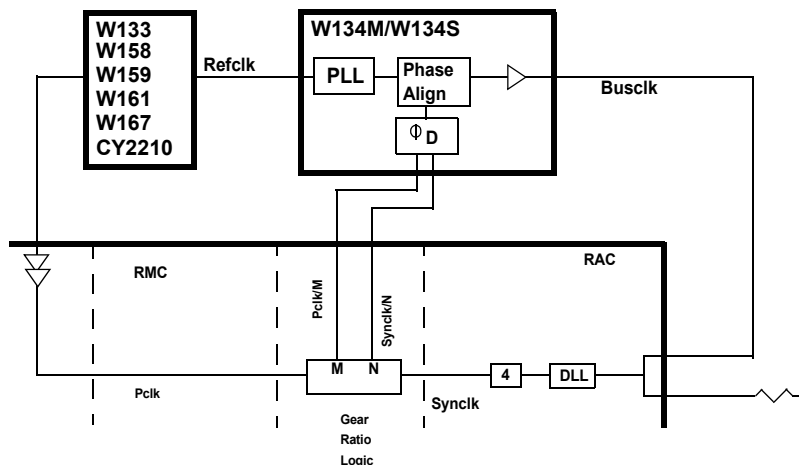 W133
W158
W159
W161
W167
CY2210
Refclk
W134M/W134S
PLL
Phase
Align
Φ D
Busclk
RMC
RAC
Pclk/M
Synclk/N
M N
4
DLL
Pclk
Synclk
Gear
Ratio
Logic